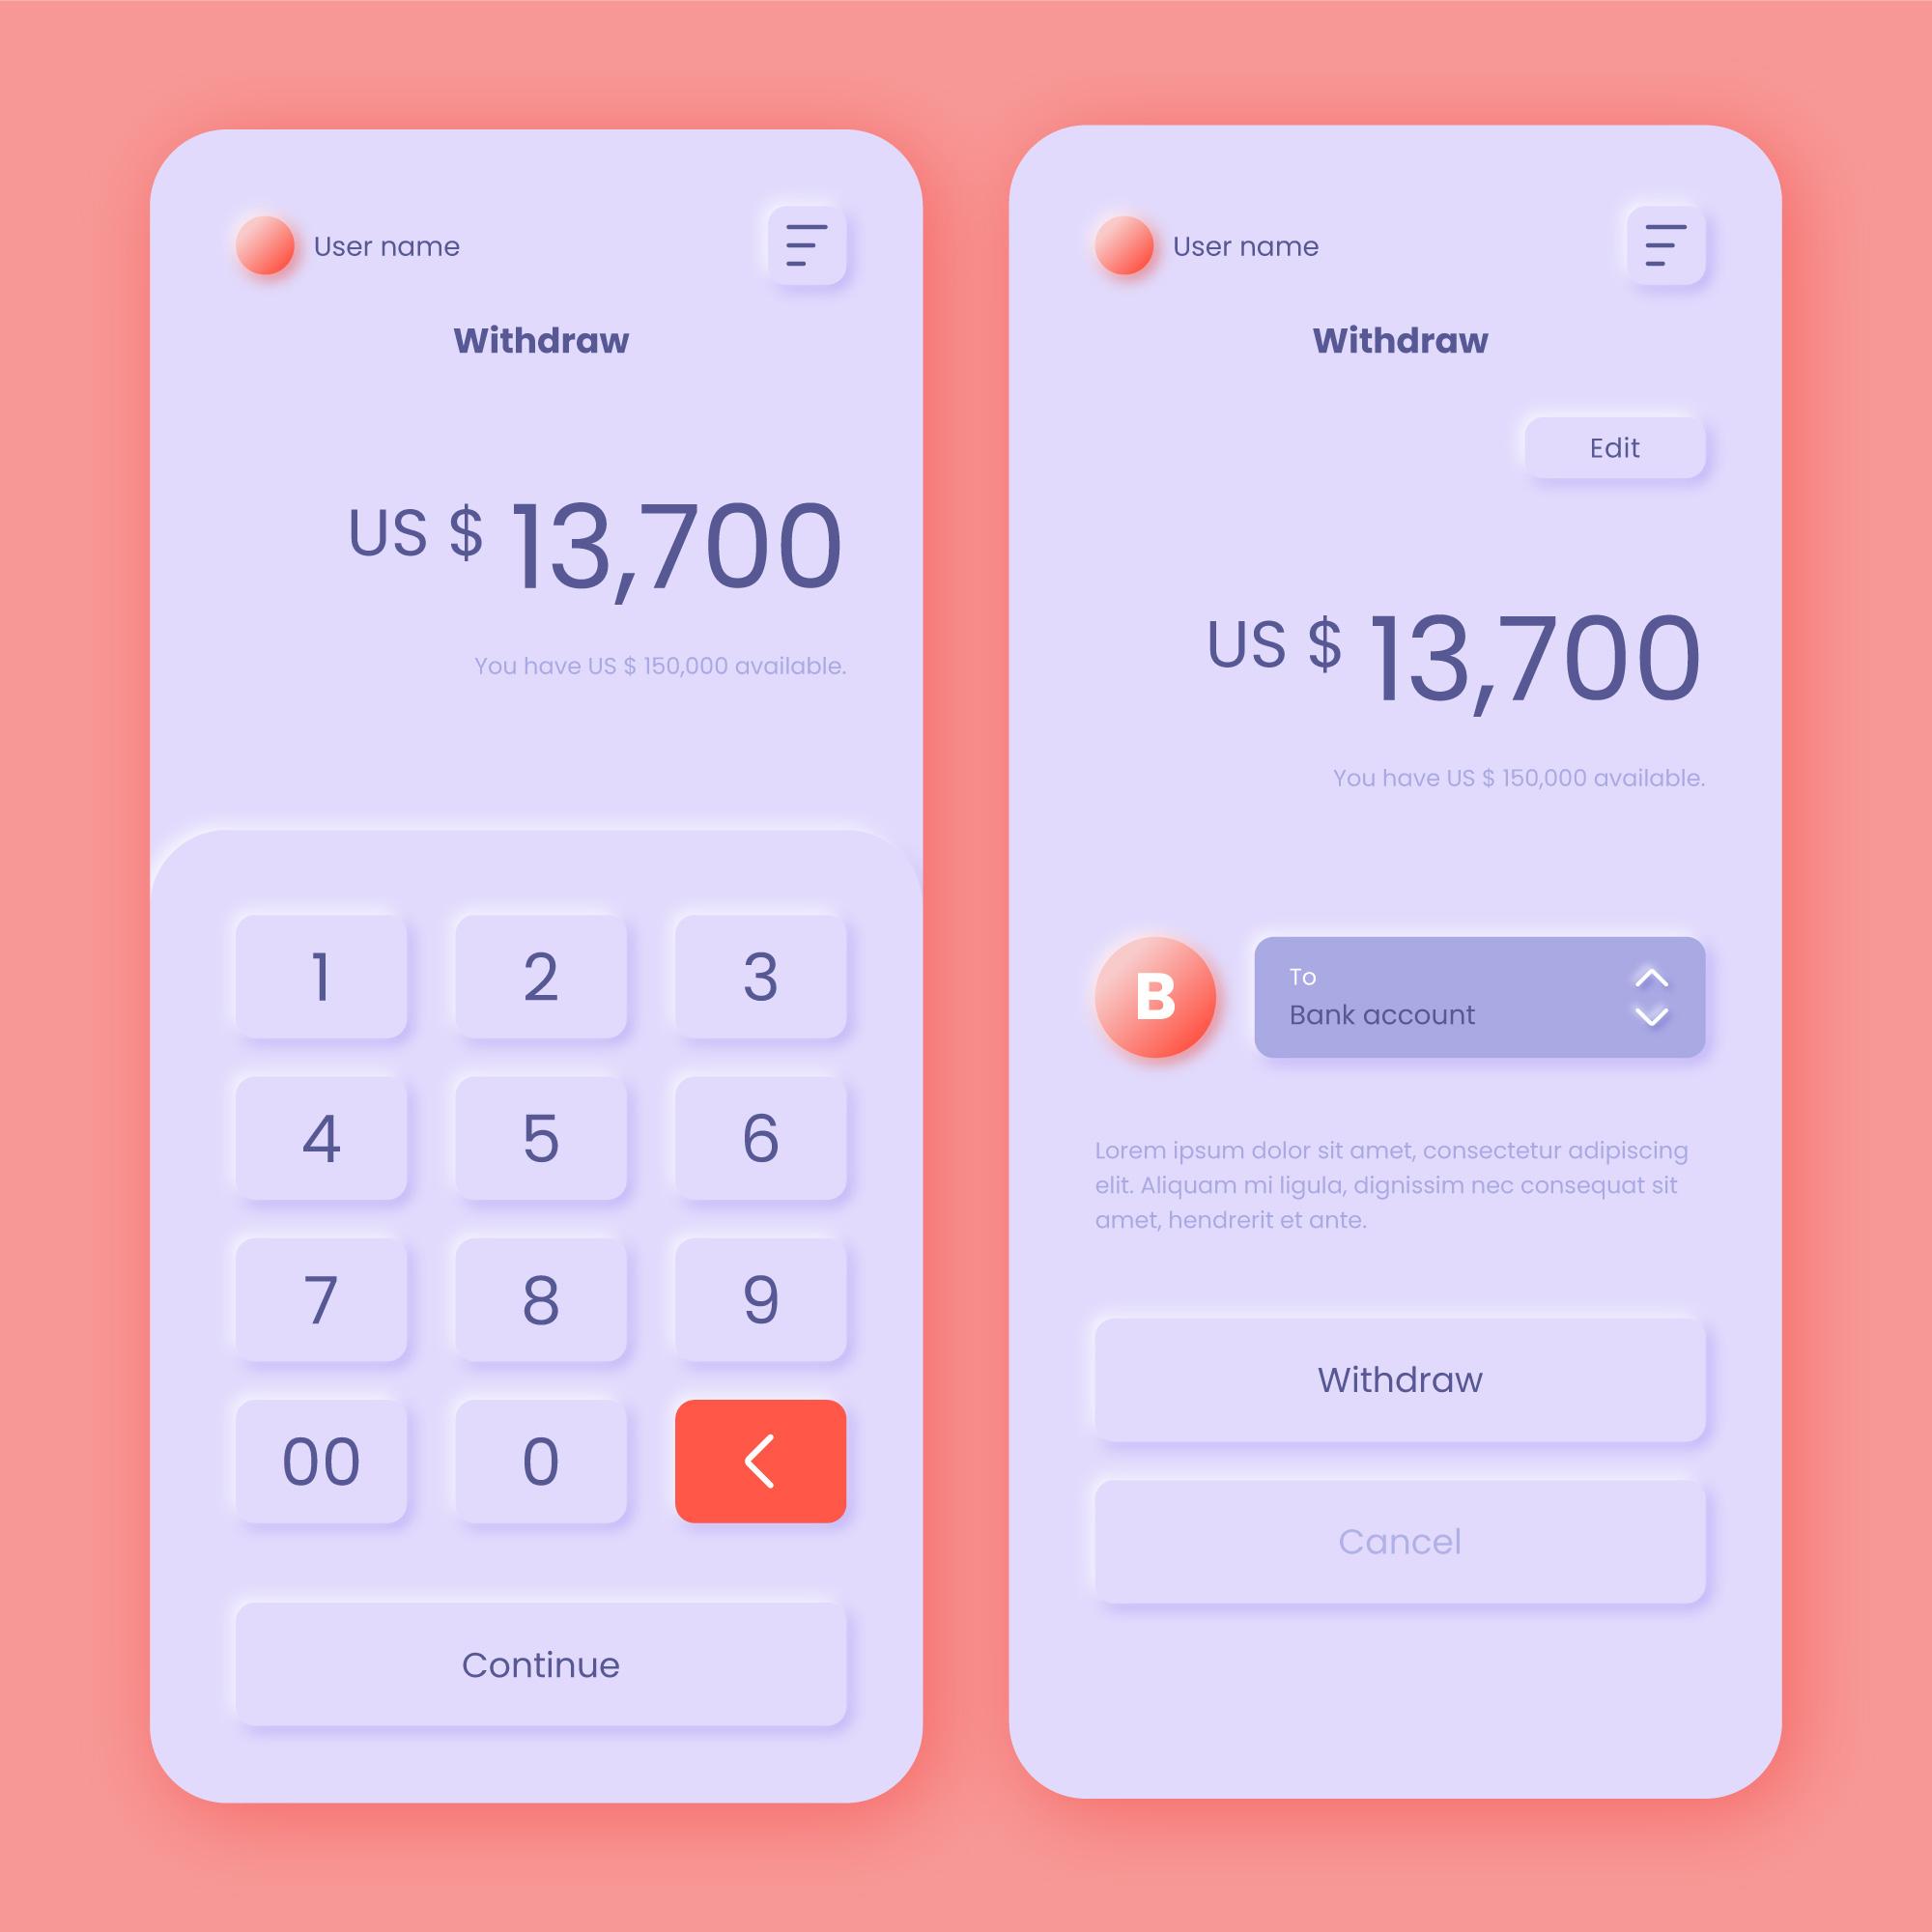 User name
Withdraw
US $ 13,700
You have US $ 150,000 available.
1 2 3
4 5 6
7 8 9
00 0
Continue
User name
Withdraw
Edit
US $ 13,700
You have US $ 150,000 available.
B
To
Bank account
Lorem ipsum dolor sit amet, consectetur adipiscing
elit. Aliquam mi ligula, dignissim nec consequat sit
amet, hendrerit et ante.
Withdraw
Cancel